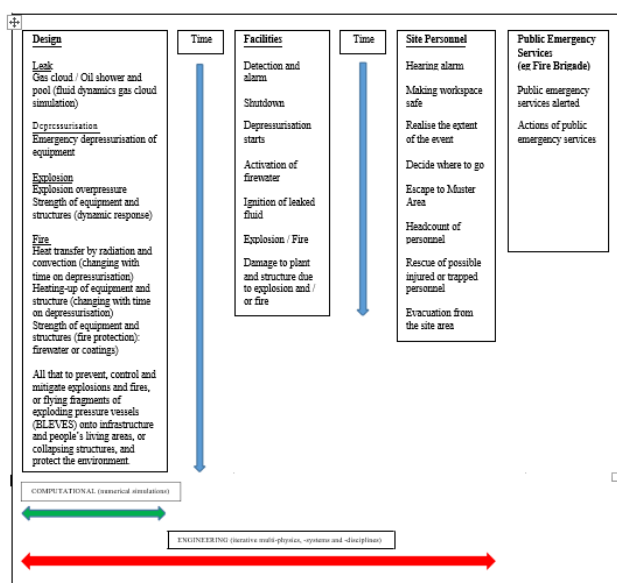 Design
Leak
Gas cloud / Oil shower and
pool (fluid dynamics gas cloud
simulation)
Depressurisation
Emergency depressurisation of
equipment
Explosion
Explosion overpressure
Strength of equipment and
structures (dynamic response)
Fire
Heat transfer by radiation and
convection (changing with
time on depressurisation)
Heating-up of equipment and
structure (changing with time
on depressurisation)
Strength of equipment and
structures (fire protection):
firewater or coatings)
All that to prevent, control and
mitigate explosions and fires,
or flying fragments of
exploding pressure vessels
(BLEVES) onto infrastructure
and people's living areas, or
collapsing structures, and
protect the environment.
Time
Facilities
Detection and
alarm
Shutdown
Depressurisation
starts
Activation of
firewater
Ignition of leaked
fluid
Explosion / Fire
Damage to plant
and structure due
to explosion and /
or fire
Time
Site Personnel
Hearing alarm
Making workspace
safe
Realise the extent
of the event
Decide where to go
Escape to Muster
Area
Headcount of
personnel
Rescue of possible
injured or trapped
personnel
Evacuation from
the site area
Public Emergency
Services
(eg Fire Brigade)
Public emergency
services alerted
Actions of public
emergency services
COMPUTATIONAL (numerical simulations)
ENGINEERING (iterative multi-physics, -systems and -disciplines)